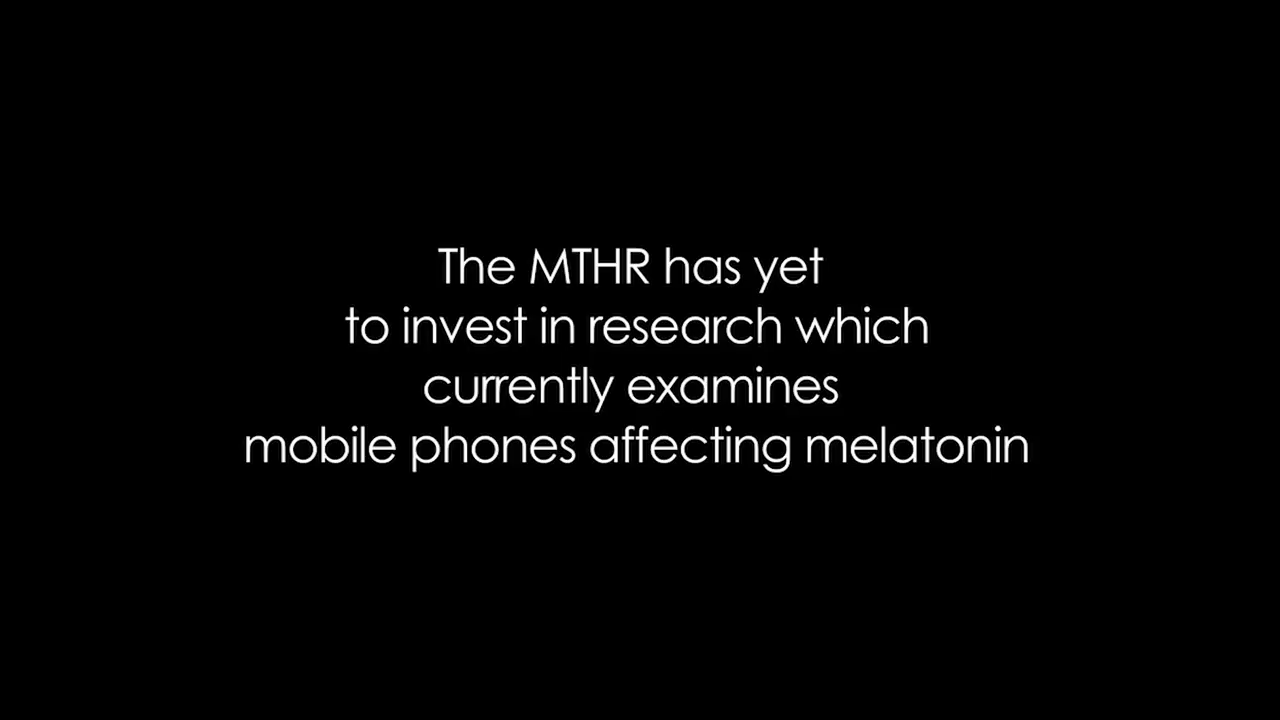 The MTHR has yet
to invest in research which
currently examines
mobile phones affecting melatonin